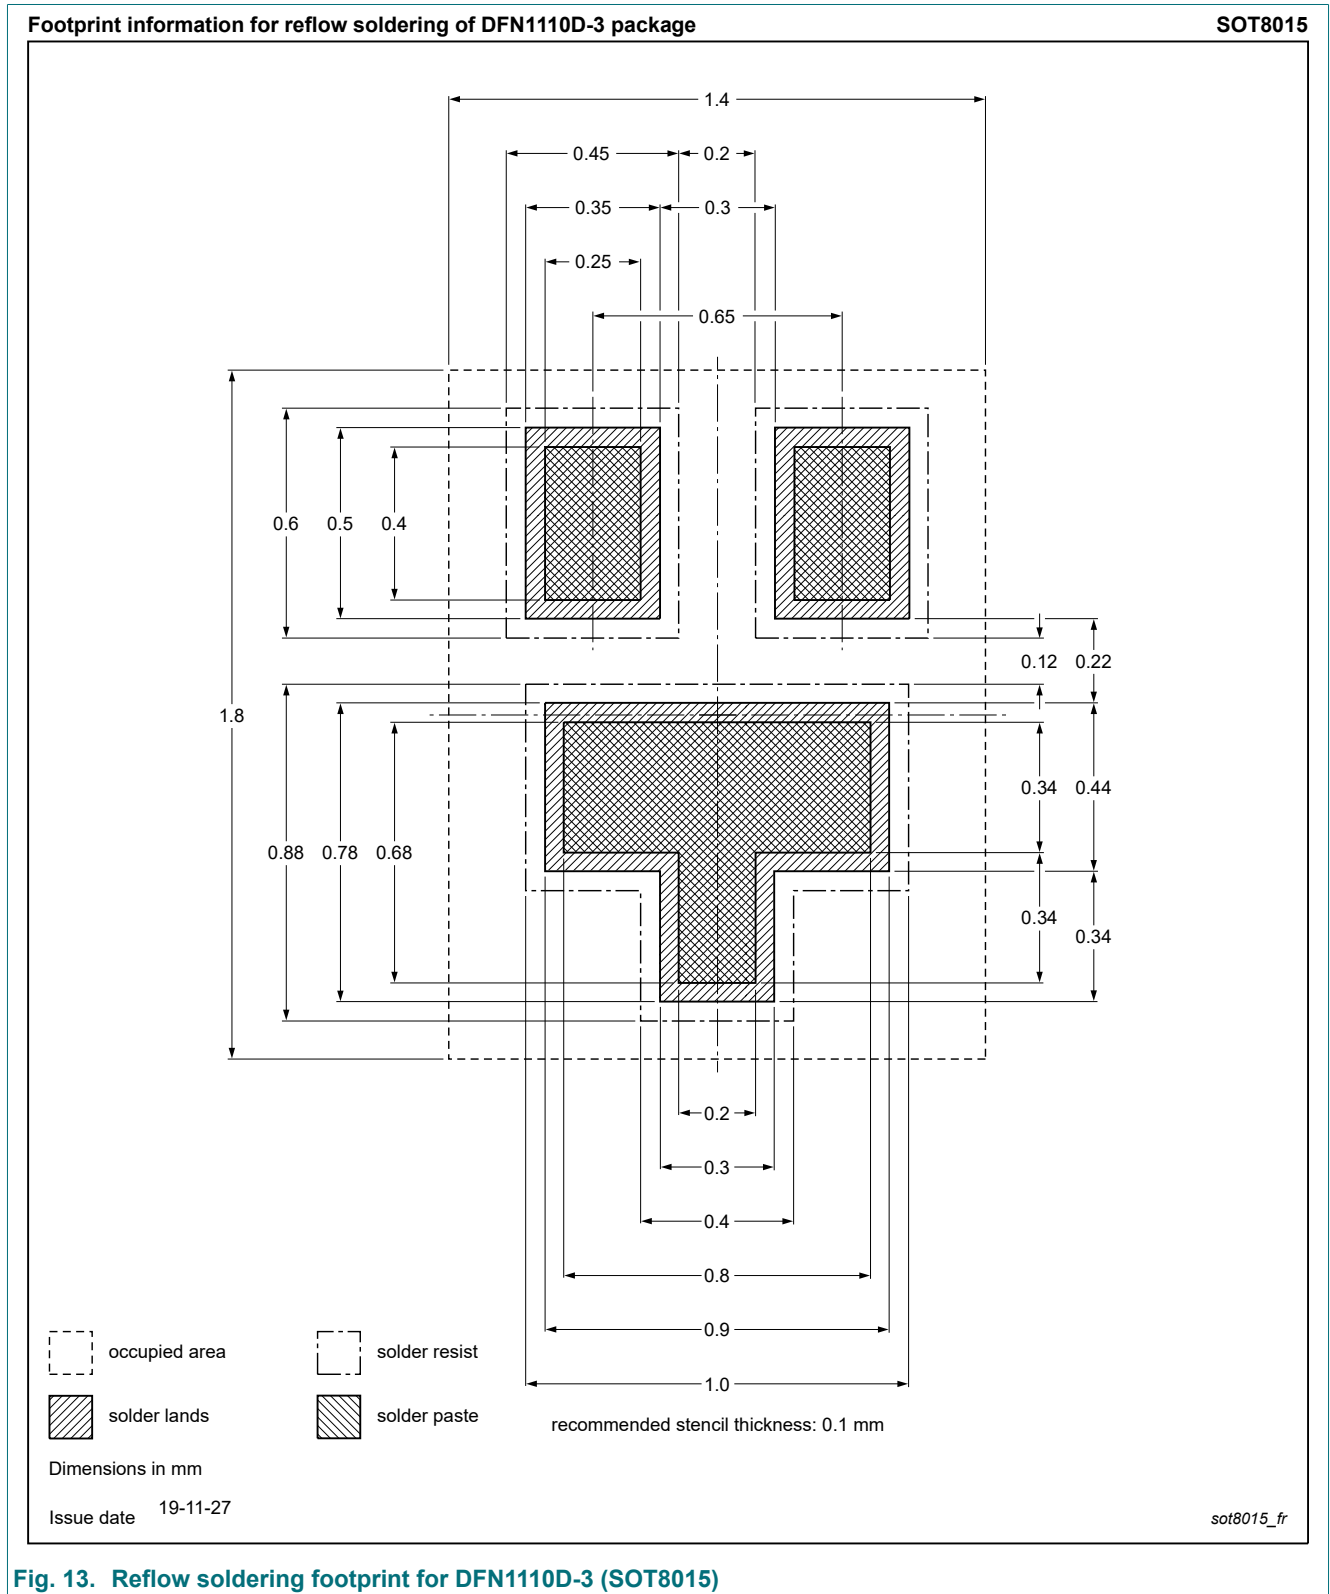 Footprint information for reflow soldering of DFN1110D-3 package SOT8015
1.4
0.45 0.2
0.35 0.3
0.25
0.65
0.6 0.5 0.4
0.12 0.22
1.8
0.34 0.44
0.88 0.78 0.68
0.34 0.34
0.2
0.3
0.4
0.8
0.9
1.0
occupied area solder resist
solder lands solder paste
recommended stencil thickness: 0.1 mm
Dimensions in mm
Issue date 19-11-27
sot8015_fr
Fig. 13. Reflow soldering footprint for DFN1110D-3 (SOT8015)